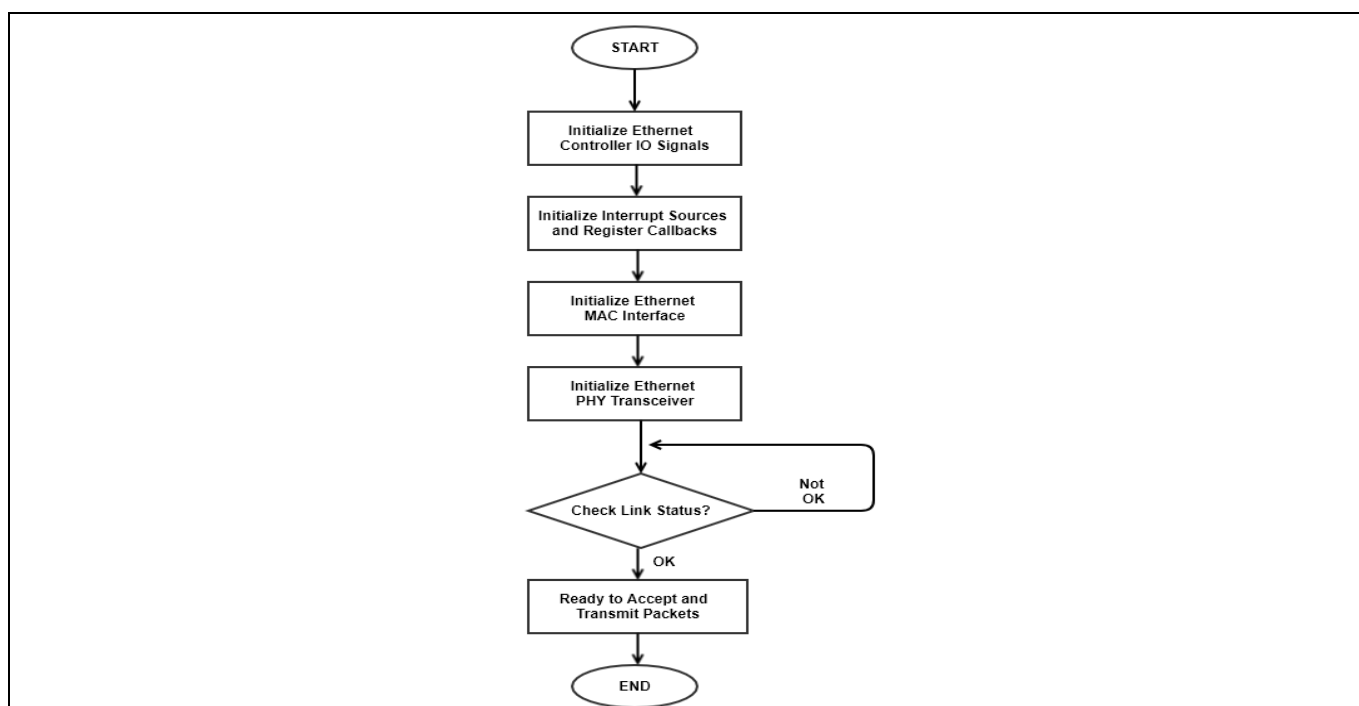 START
Initialize Ethernet
Controller IO Signals
Initialize Interrupt Sources
and Register Callbacks
Initialize Ethernet
MAC Interface
Initialize Ethernet
PHY Transceiver
Not
OK
Check Link Status?
OK
Ready to Accept and
Transmit Packets
END